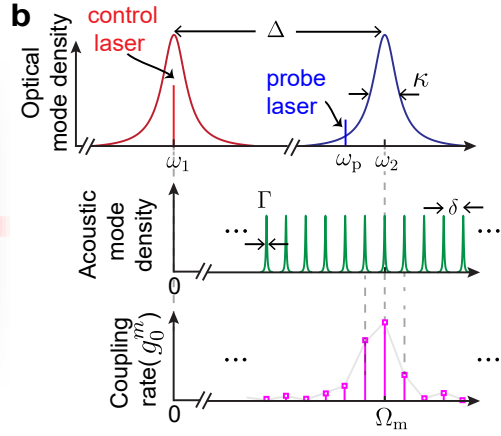 b
control
laser
Δ
Optical
mode density
probe
laser
κ
ω₁
ωₚ
ω₂
Acoustic
mode
density
Γ
...
δ
...
0
Coupling
rate(g₀ᵐ)
...
...
0
Ωₘ